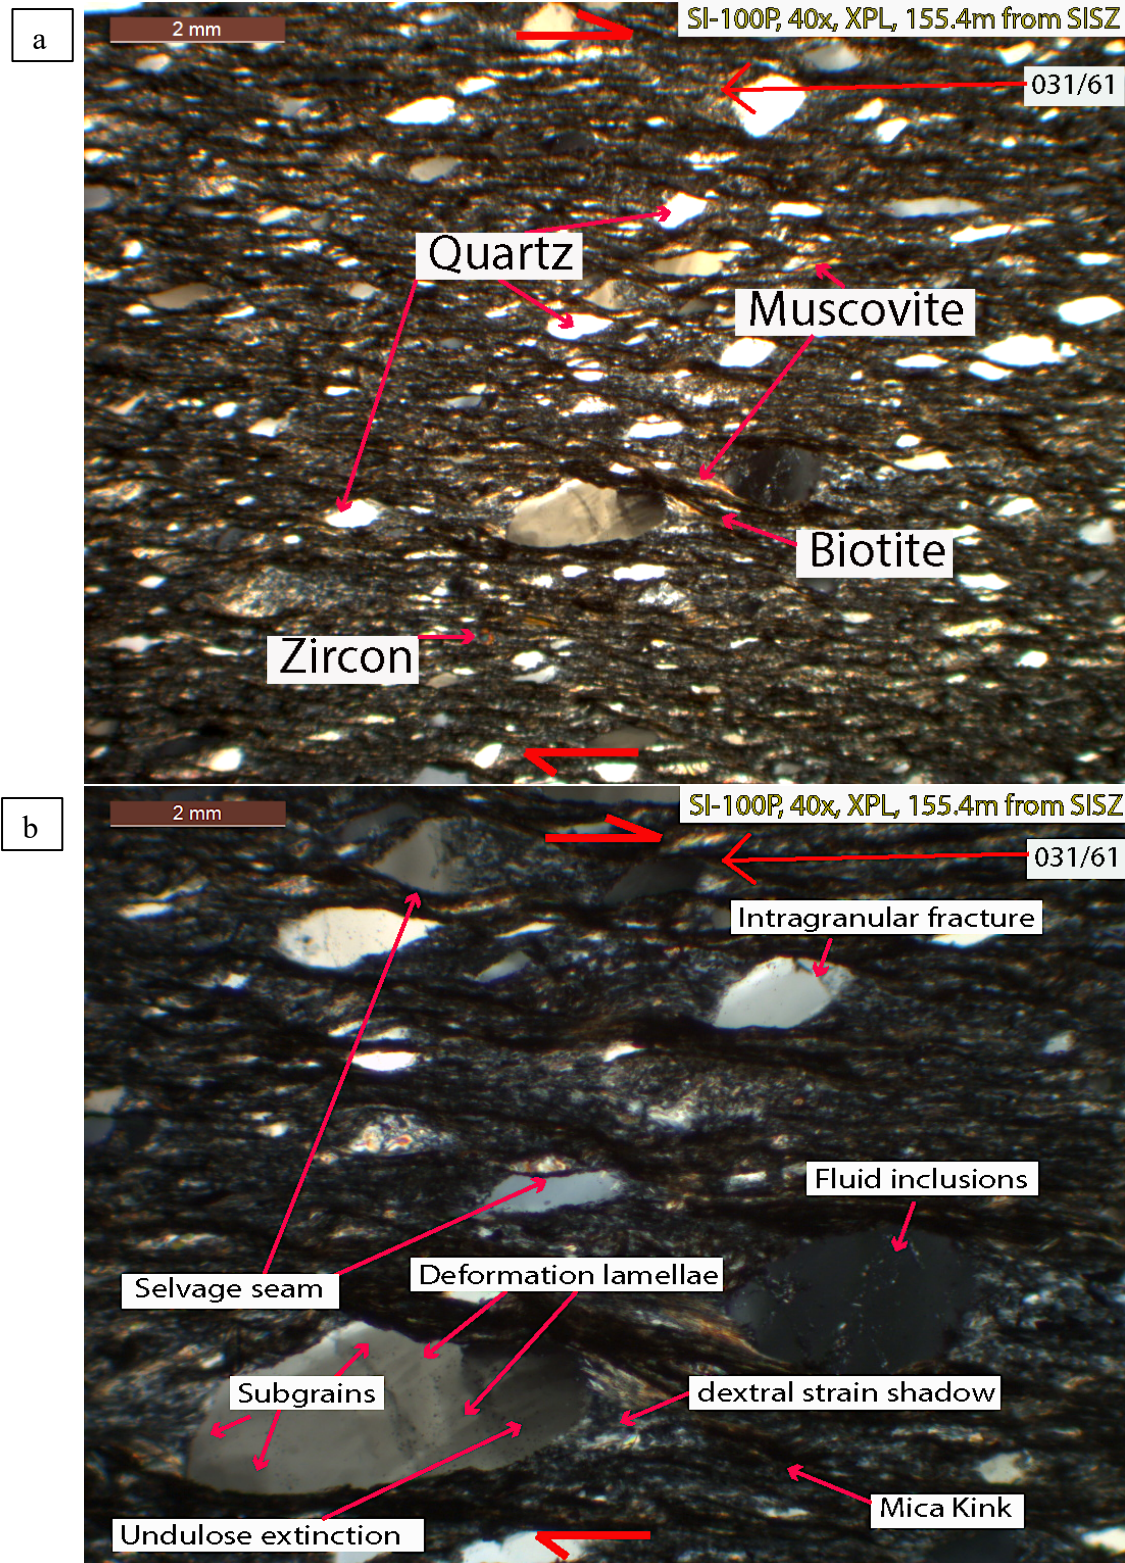 a
2 mm
SI-100P, 40x, XPL, 155.4m from SISZ
031/61
Quartz
Muscovite
Biotite
Zircon
b
2 mm
SI-100P, 40x, XPL, 155.4m from SISZ
031/61
Intragranular fracture
Fluid inclusions
Selvage seam
Deformation lamellae
Subgrains
dextral strain shadow
Mica Kink
Undulose extinction